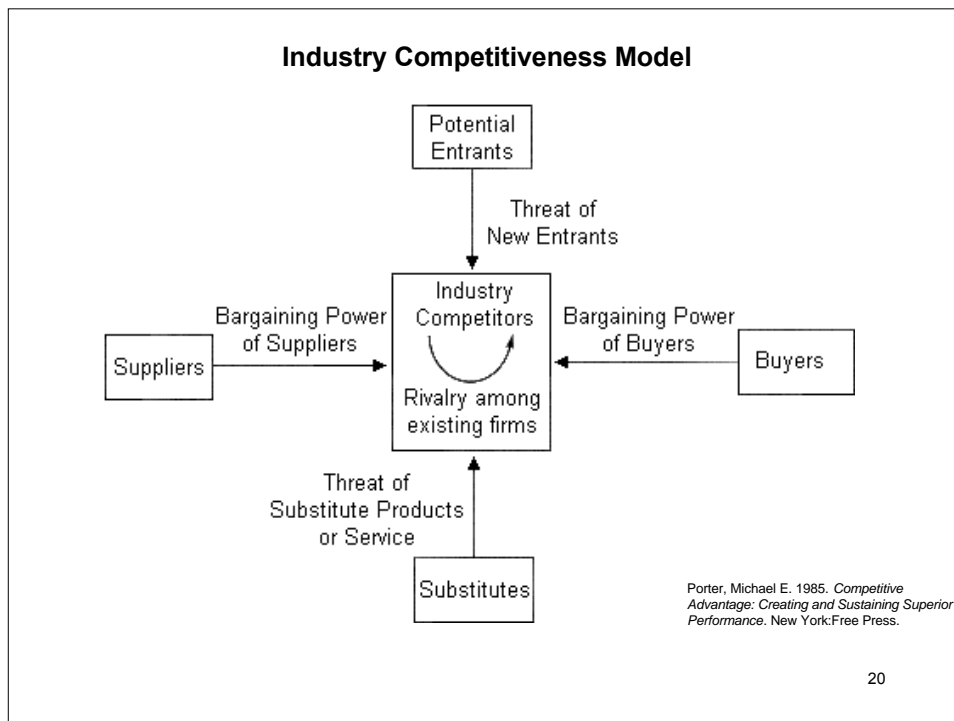 Industry Competitiveness Model
Potential
Entrants
Threat of
New Entrants
Industry
Competitors
Bargaining Power
of Suppliers
Bargaining Power
of Buyers
Suppliers
Buyers
Rivalry among
existing firms
Threat of
Substitute Products
or Service
Substitutes
Porter, Michael E. 1985. Competitive
Advantage: Creating and Sustaining Superior
Performance. New York:Free Press.
20